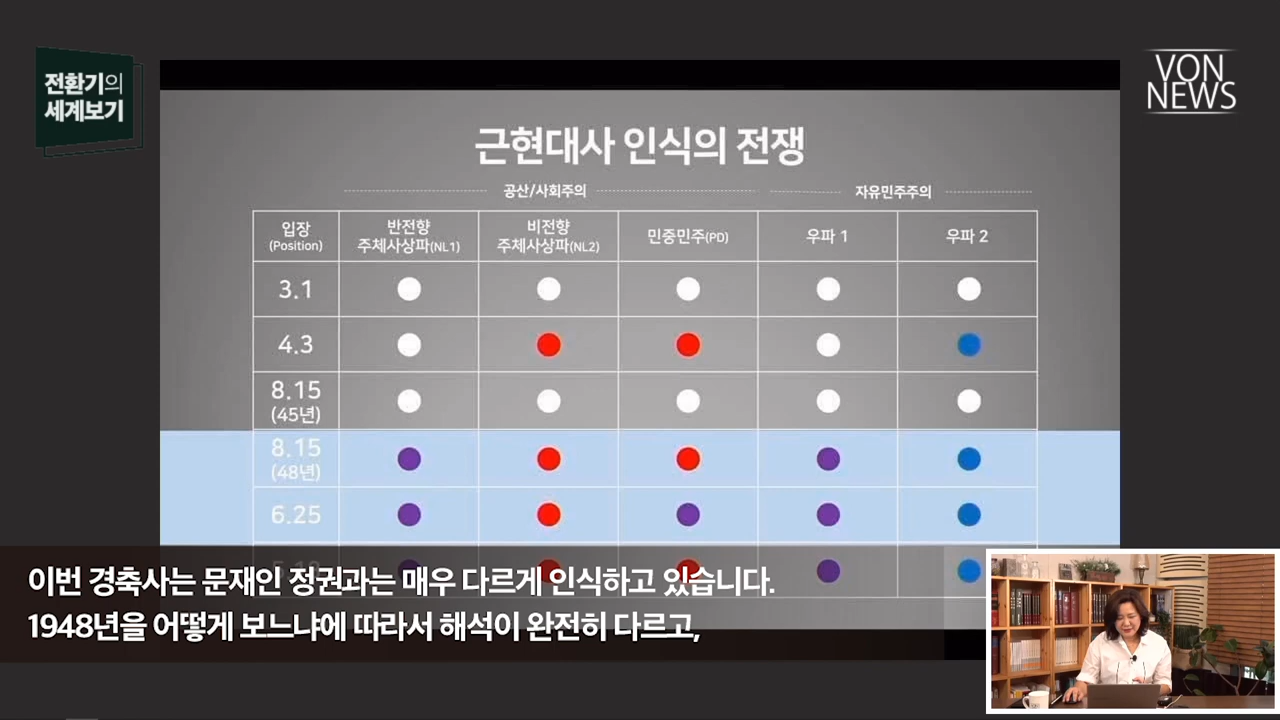 전환기의
세계보기
VON
NEWS
근현대사 인식의 전쟁
공산/사회주의
자유민주주의
입장
(Position)
반전향
주체사상파(NL1)
비전향
주체사상파(NL2)
민중민주(PD)
우파 1
우파 2
3.1
4.3
8.15
(45년)
8.15
(48년)
6.25
이번 경축사는 문재인 정권과는 매우 다르게 인식하고 있습니다.
1948년을 어떻게 보느냐에 따라서 해석이 완전히 다르고,